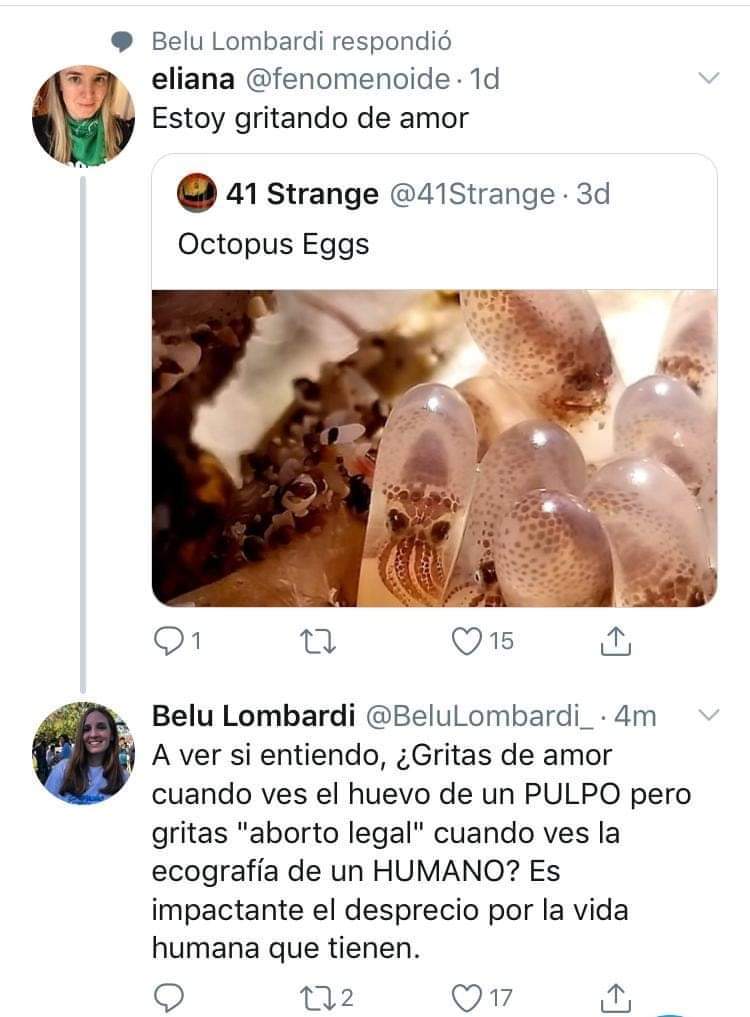 Belu Lombardi respondió
eliana @fenomenoide · 1d
Estoy gritando de amor
41 Strange @41Strange · 3d
Octopus Eggs
1 15
Belu Lombardi @BeluLombardi_ · 4m
A ver si entiendo, ¿Gritas de amor
cuando ves el huevo de un PULPO pero
gritas "aborto legal" cuando ves la
ecografía de un HUMANO? Es
impactante el desprecio por la vida
humana que tienen.
2 17